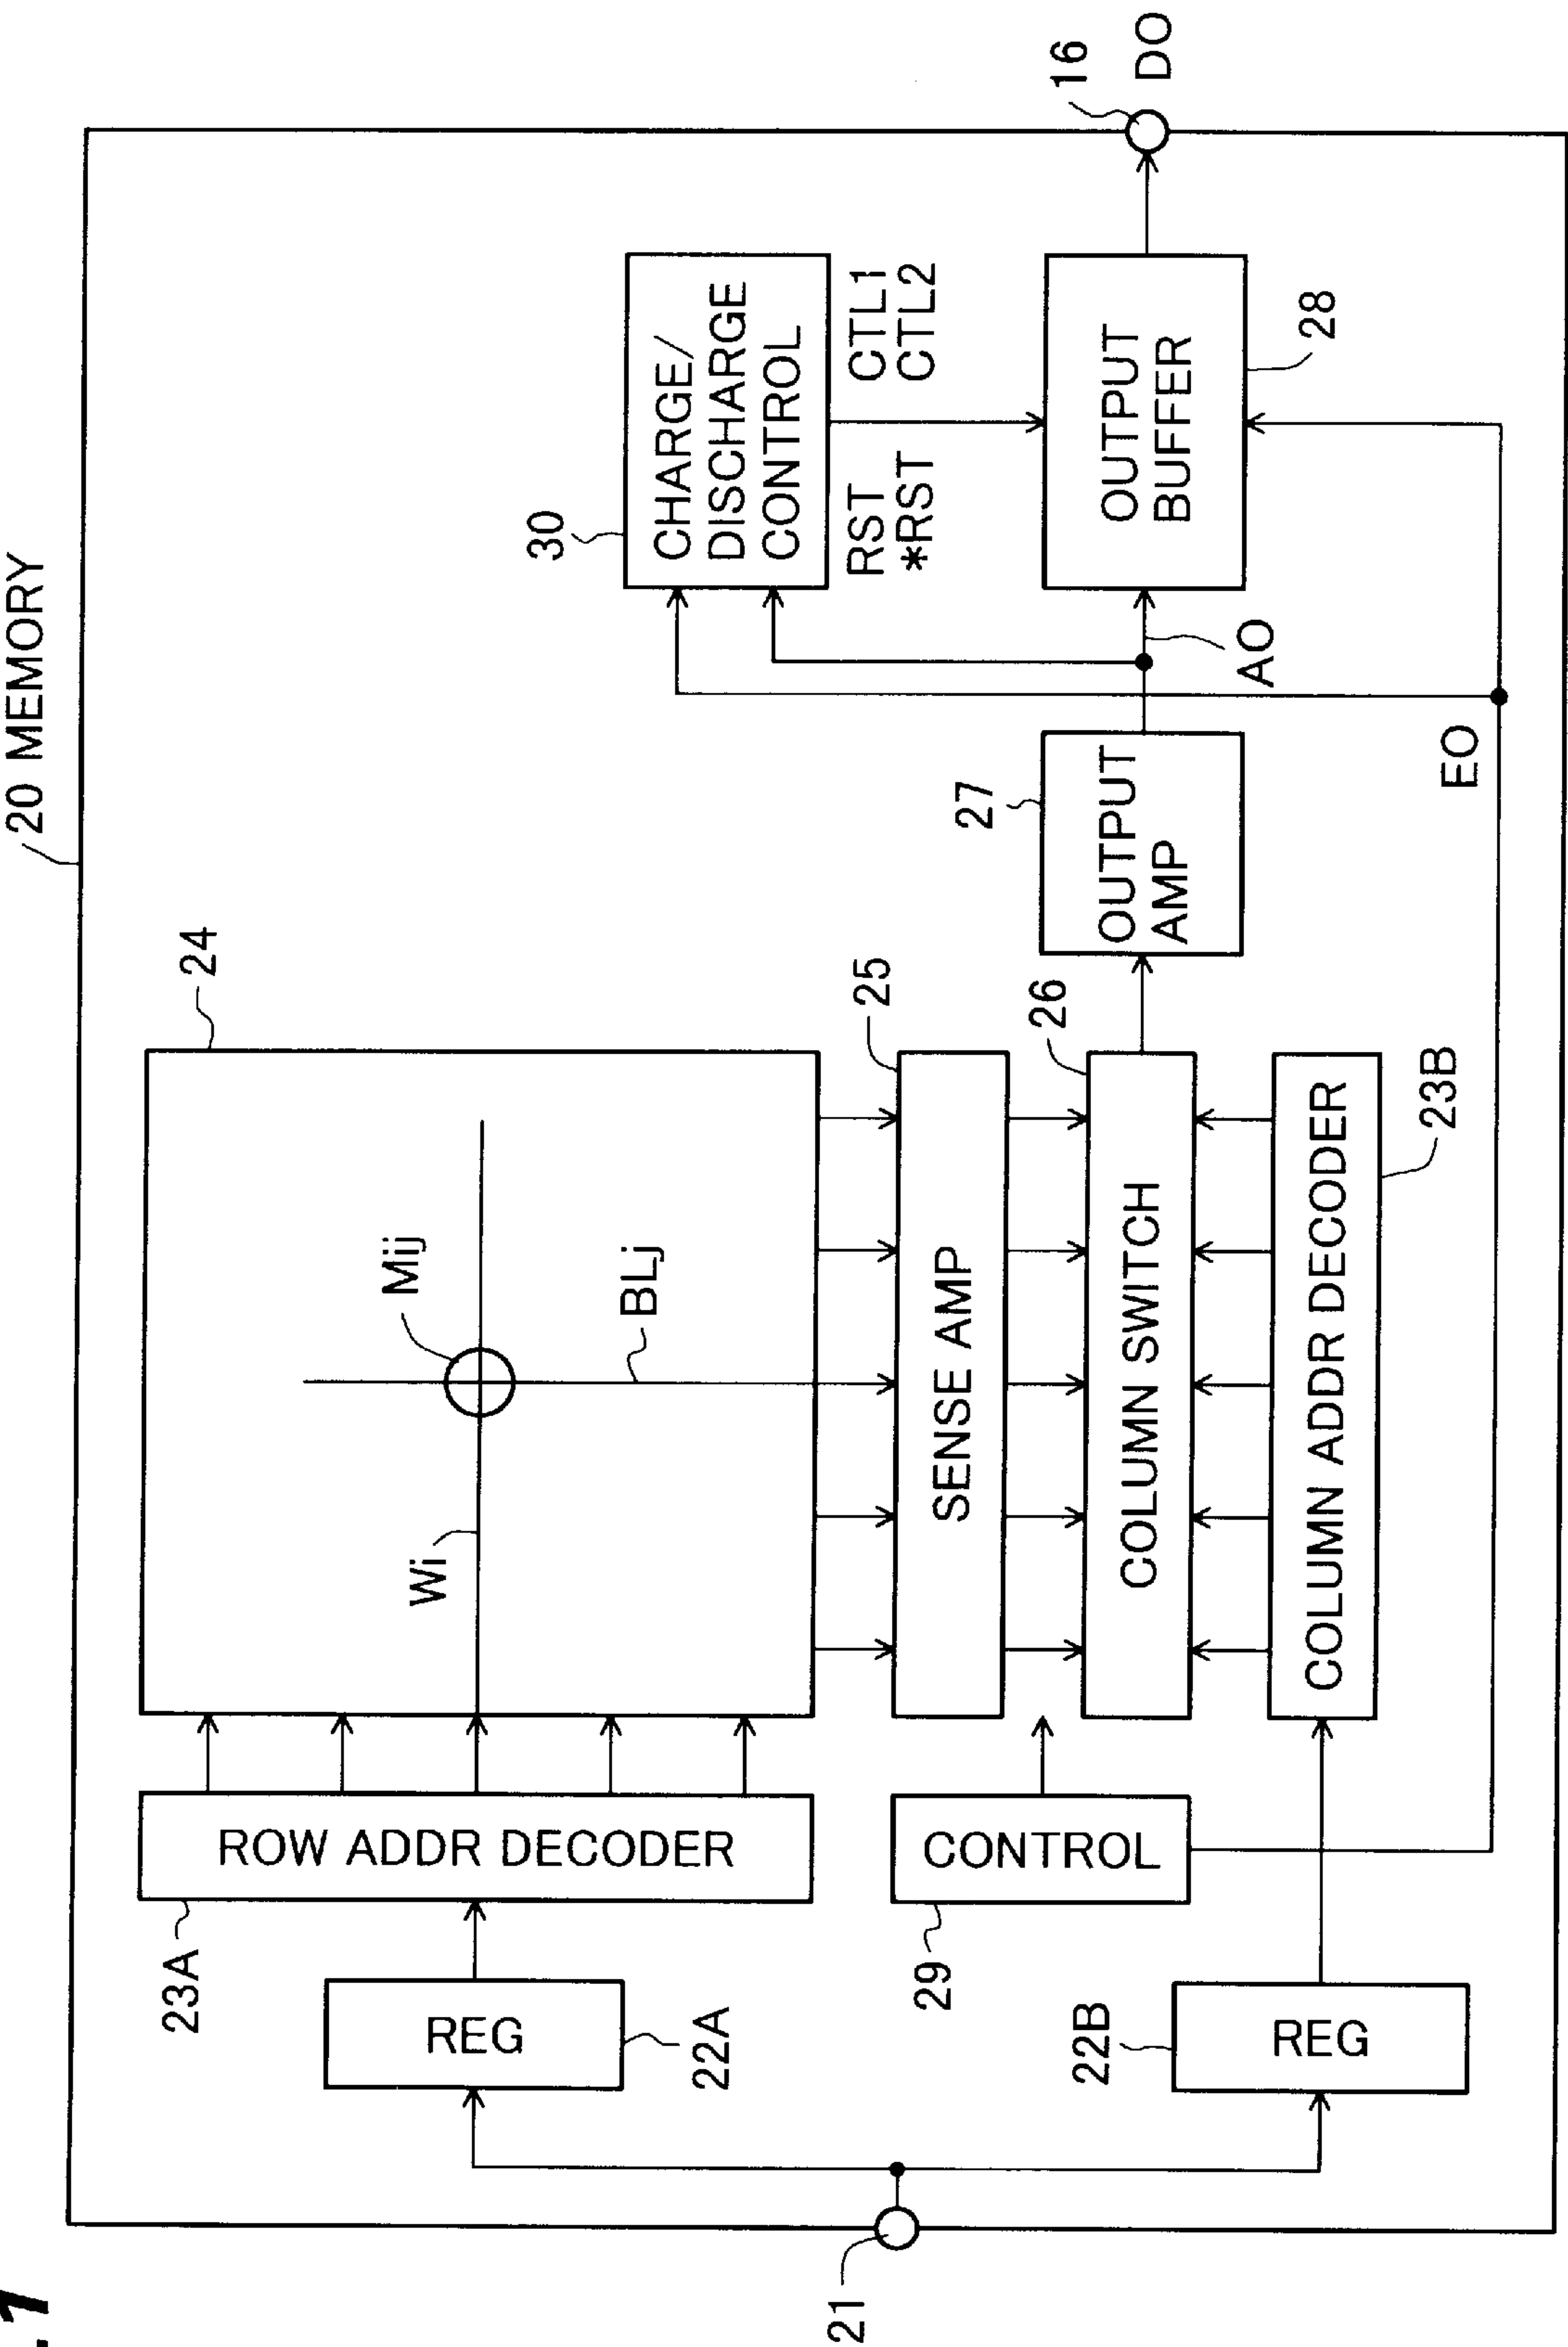 20 MEMORY
24
Mij
Wi
BLj
ROW ADDR DECODER
23A
REG
22A
30
CHARGE/
DISCHARGE
CONTROL
RST
*RST
CTL1
CTL2
25
SENSE AMP
26
COLUMN SWITCH
COLUMN ADDR DECODER
23B
CONTROL
29
22B
REG
21
27
OUTPUT
AMP
AO
EO
OUTPUT
BUFFER
28
16
DO